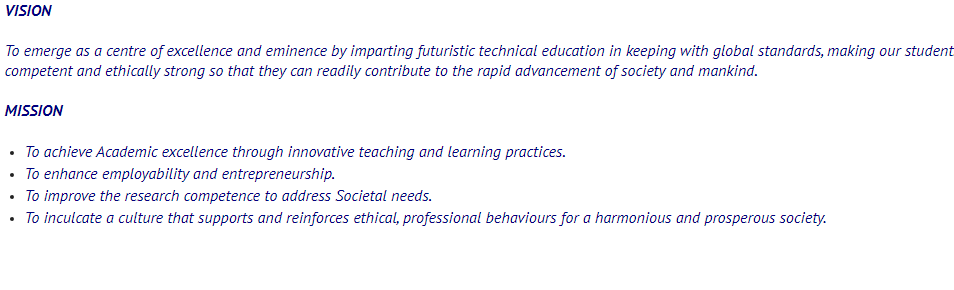 VISION
To emerge as a centre of excellence and eminence by imparting futuristic technical education in keeping with global standards, making our student
competent and ethically strong so that they can readily contribute to the rapid advancement of society and mankind.
MISSION
• To achieve Academic excellence through innovative teaching and learning practices.
• To enhance employability and entrepreneurship.
• To improve the research competence to address Societal needs.
• To inculcate a culture that supports and reinforces ethical, professional behaviours for a harmonious and prosperous society.